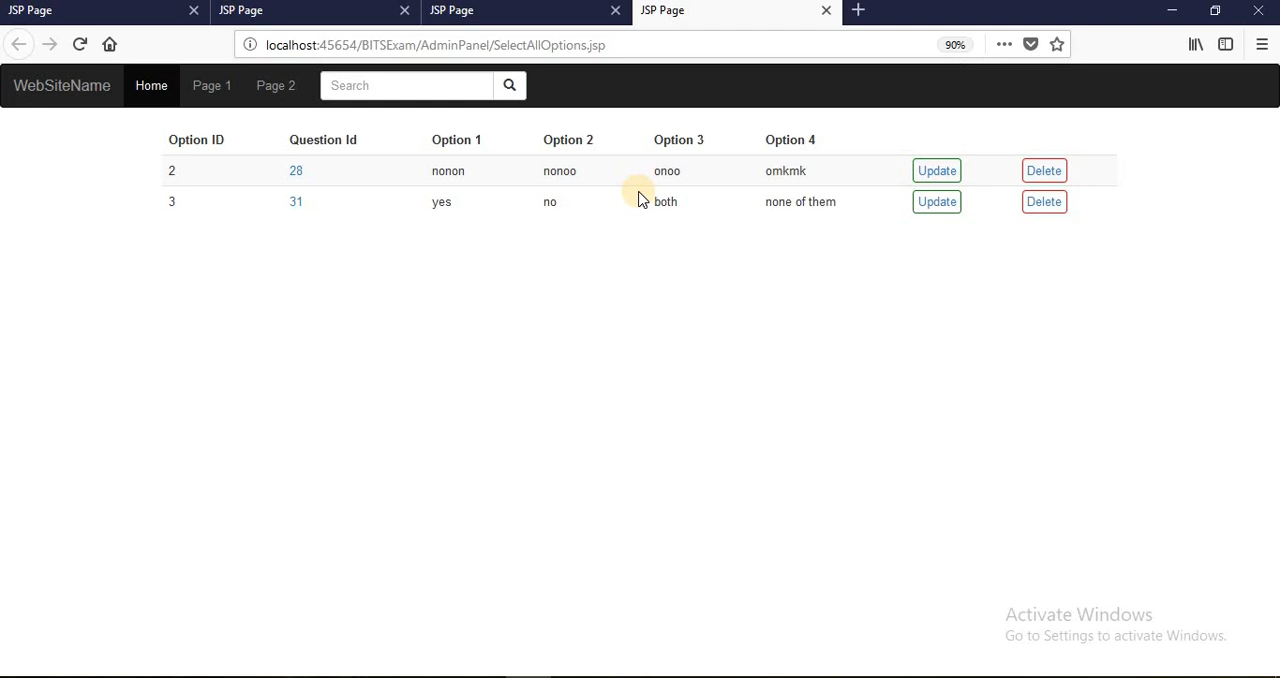 JSP Page JSP Page JSP Page JSP Page
localhost:45654/BITSExam/AdminPanel/SelectAllOptions.jsp 90%
WebSiteName Home Page 1 Page 2 Search
Option ID Question Id Option 1 Option 2 Option 3 Option 4
2 28 nonon nonoo onoo omkmk Update Delete
3 31 yes no both none of them Update Delete
Activate Windows
Go to Settings to activate Windows.